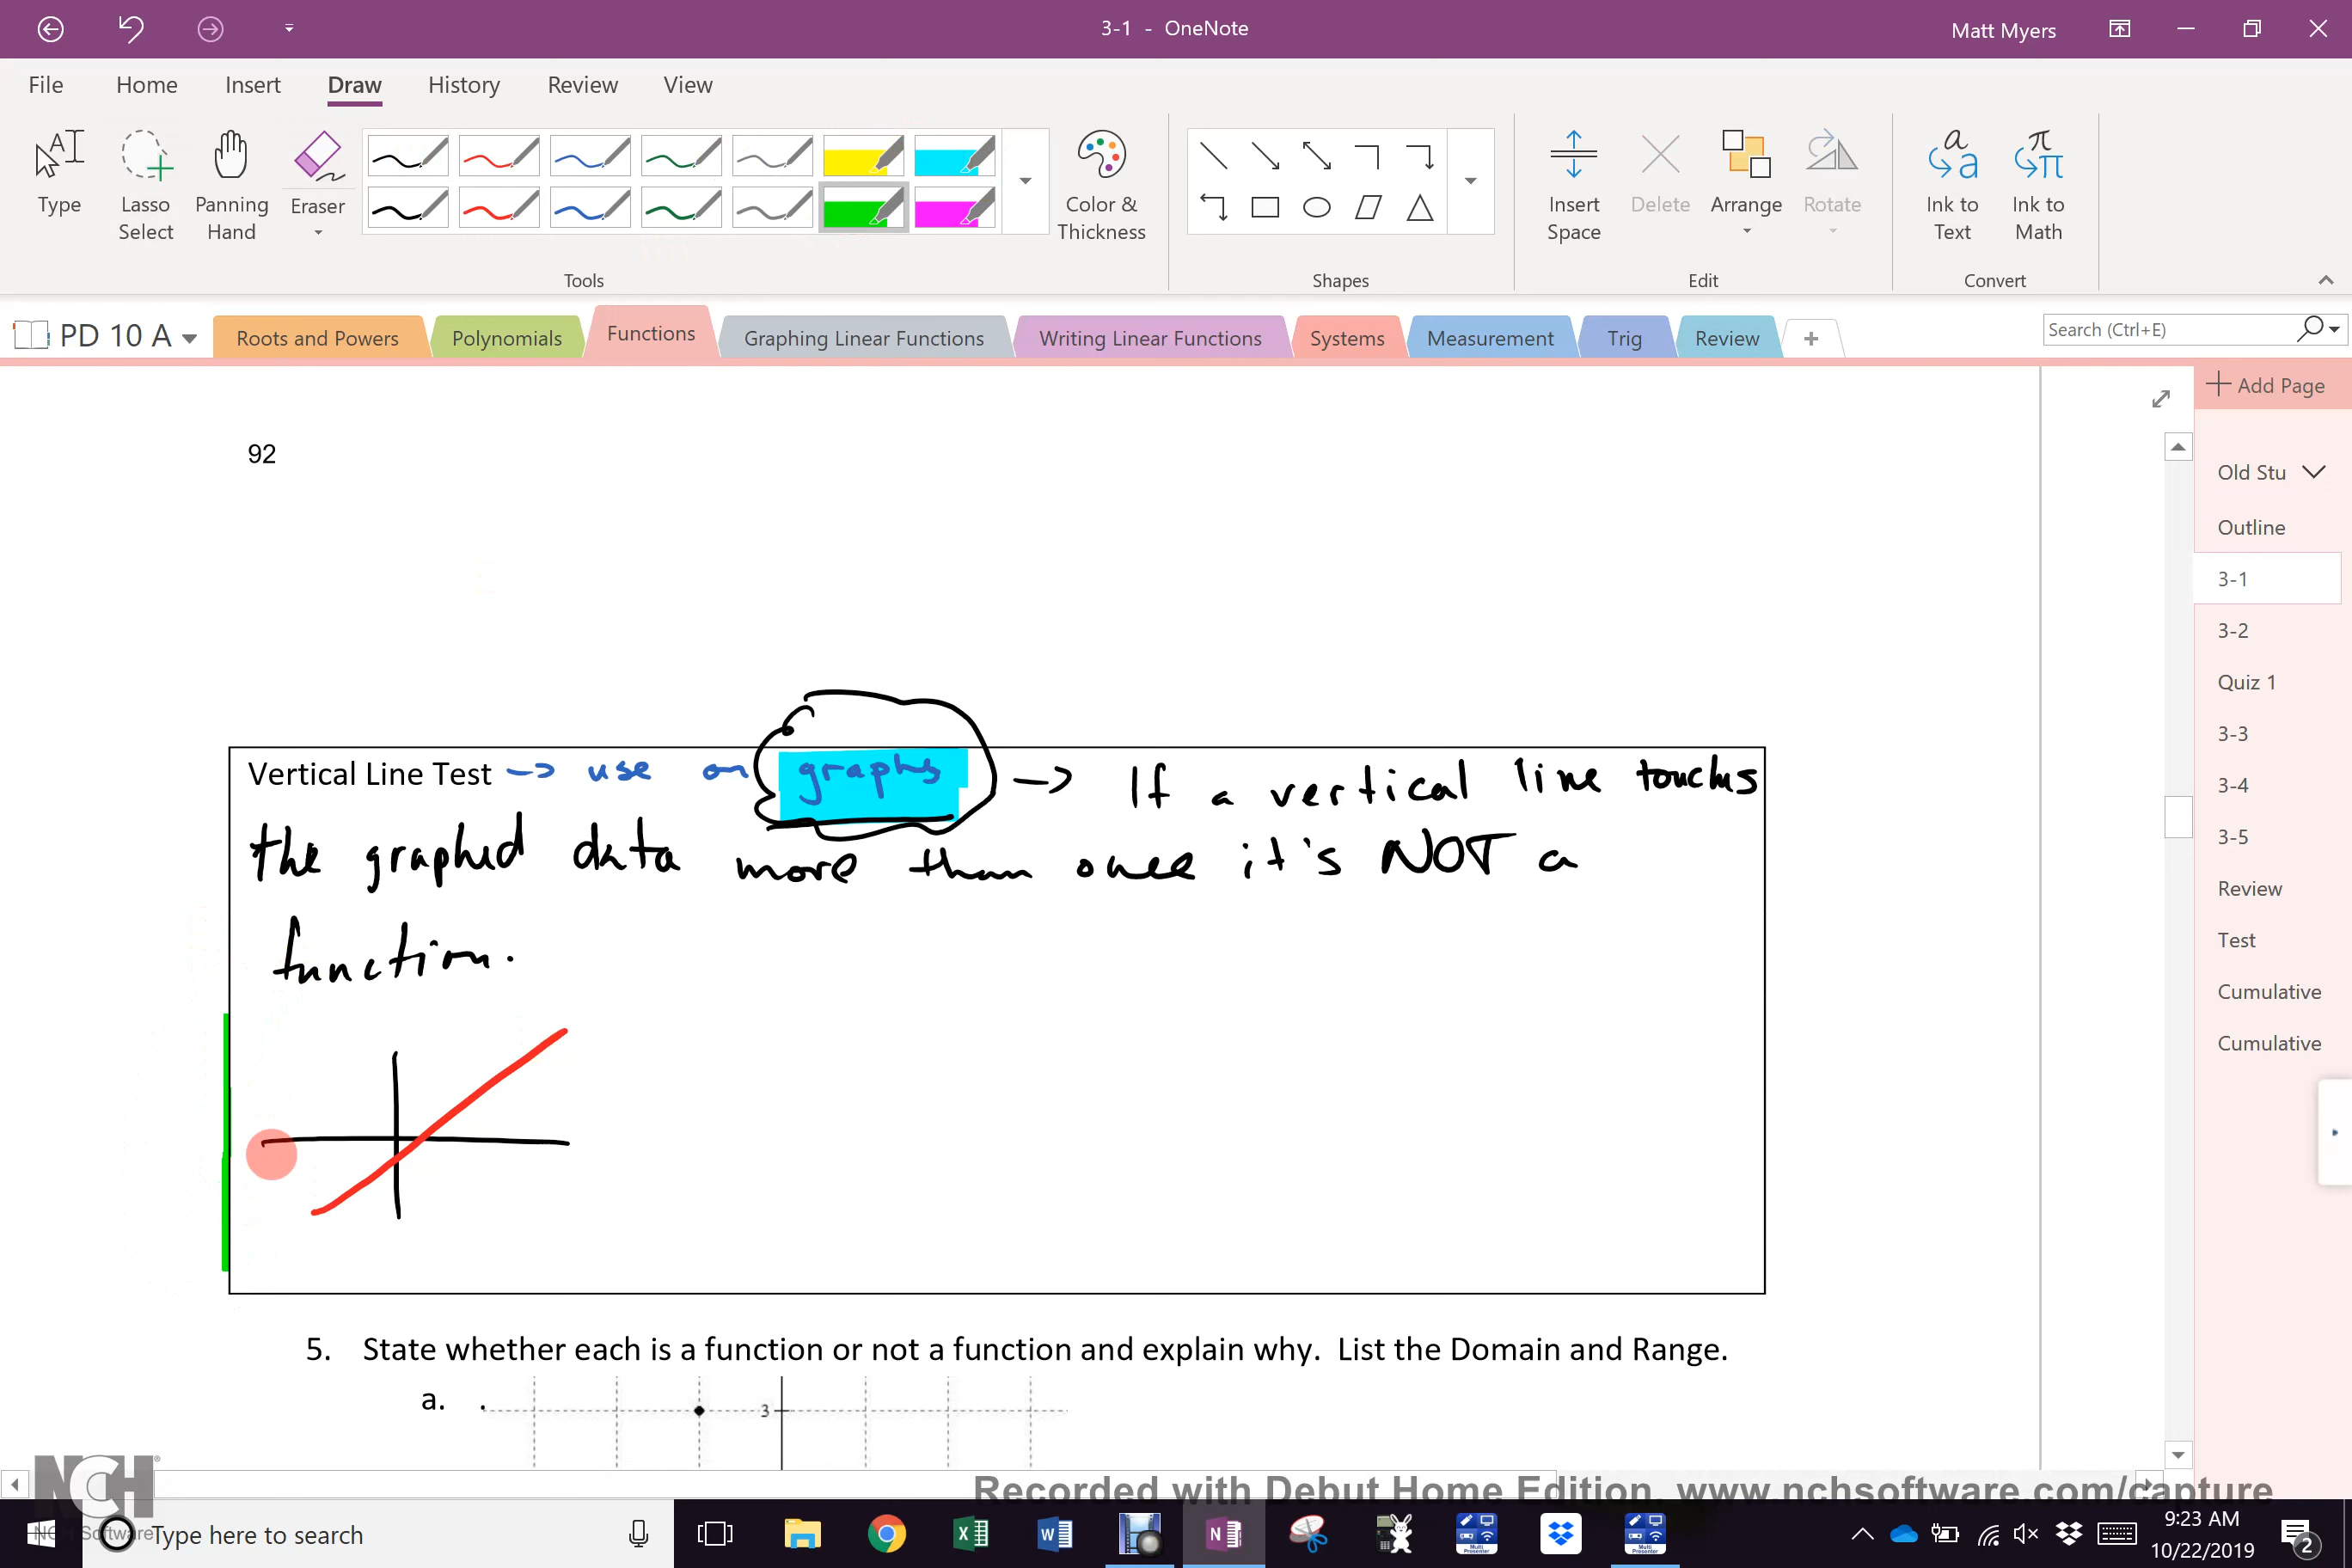 3-1 - OneNote
Matt Myers
File Home Insert Draw History Review View
Type
Lasso Select
Panning Hand
Eraser
Color & Thickness
Insert Space
Delete
Arrange
Rotate
Ink to Text
Ink to Math
Tools
Shapes
Edit
Convert
PD 10 A
Roots and Powers
Polynomials
Functions
Graphing Linear Functions
Writing Linear Functions
Systems
Measurement
Trig
Review
Search (Ctrl+E)
Add Page
Old Stu
Outline
3-1
3-2
Quiz 1
3-3
3-4
3-5
Review
Test
Cumulative
Cumulative
92
Vertical Line Test -> use on graphs -> If a vertical line touches
the graphed data more than once it's NOT a
function.
5. State whether each is a function or not a function and explain why. List the Domain and Range.
a. .
3
NCH
NCH Software
Recorded with Debut Home Edition. www.nchsoftware.com/capture
Type here to search
9:23 AM
10/22/2019
2